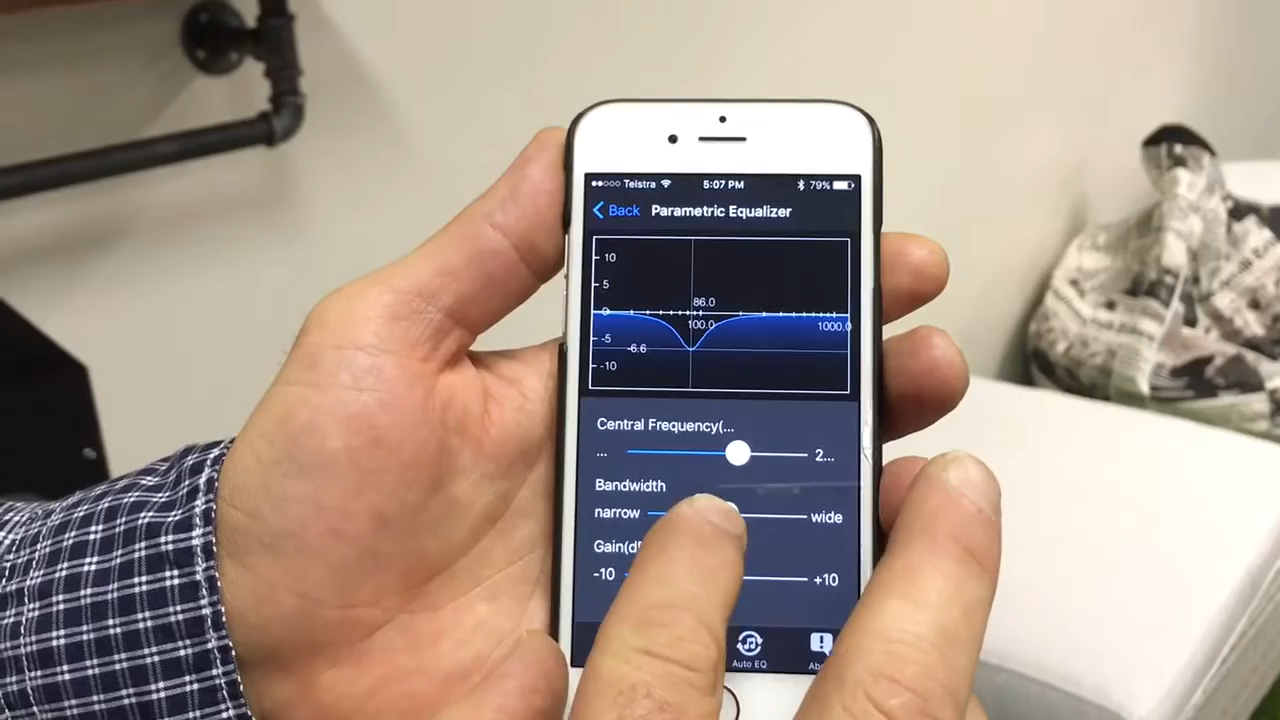 Telstra 5:07 PM 79%
Back Parametric Equalizer
10
5
86.0
0
100.0 1000.0
-5
-6.6
-10
Central Frequency(...
... 2...
Bandwidth
narrow wide
Gain(d
-10 +10
Auto EQ